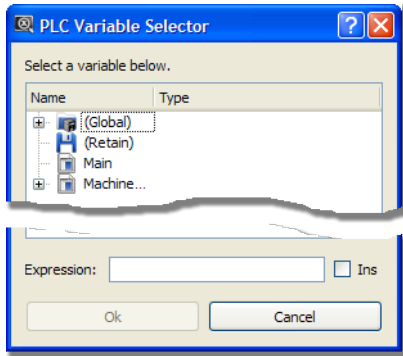 PLC Variable Selector
Select a variable below.
Name Type
(Global)
(Retain)
Main
Machine...
Expression: Ins
Ok Cancel